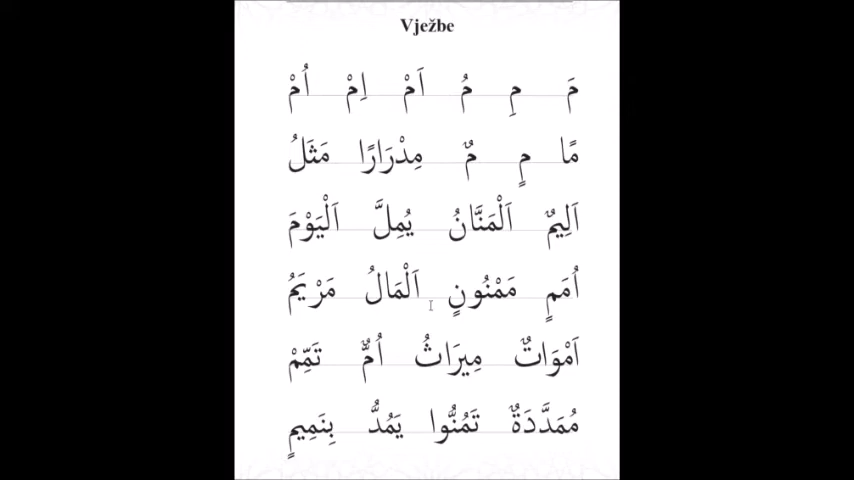 Vježbe
مَ مِ مُ اَمْ اِمْ اُمْ
مًا مٍ مٌ مِدْرَارًا مَثَلُ
اَلِيمٌ اَلْمَنَّانُ يُمِلَّ اَلْيَوْمَ
اُمَمٍ مَمْنُونٍ اَلْمَالُ مَرْيَمُ
اَمْوَاتٌ مِيرَاثُ اُمٌّ تَمِّمْ
مُمَدَّدَةٌ تَمُنُّوا يَمُدُّ بِنَمِيمٍ